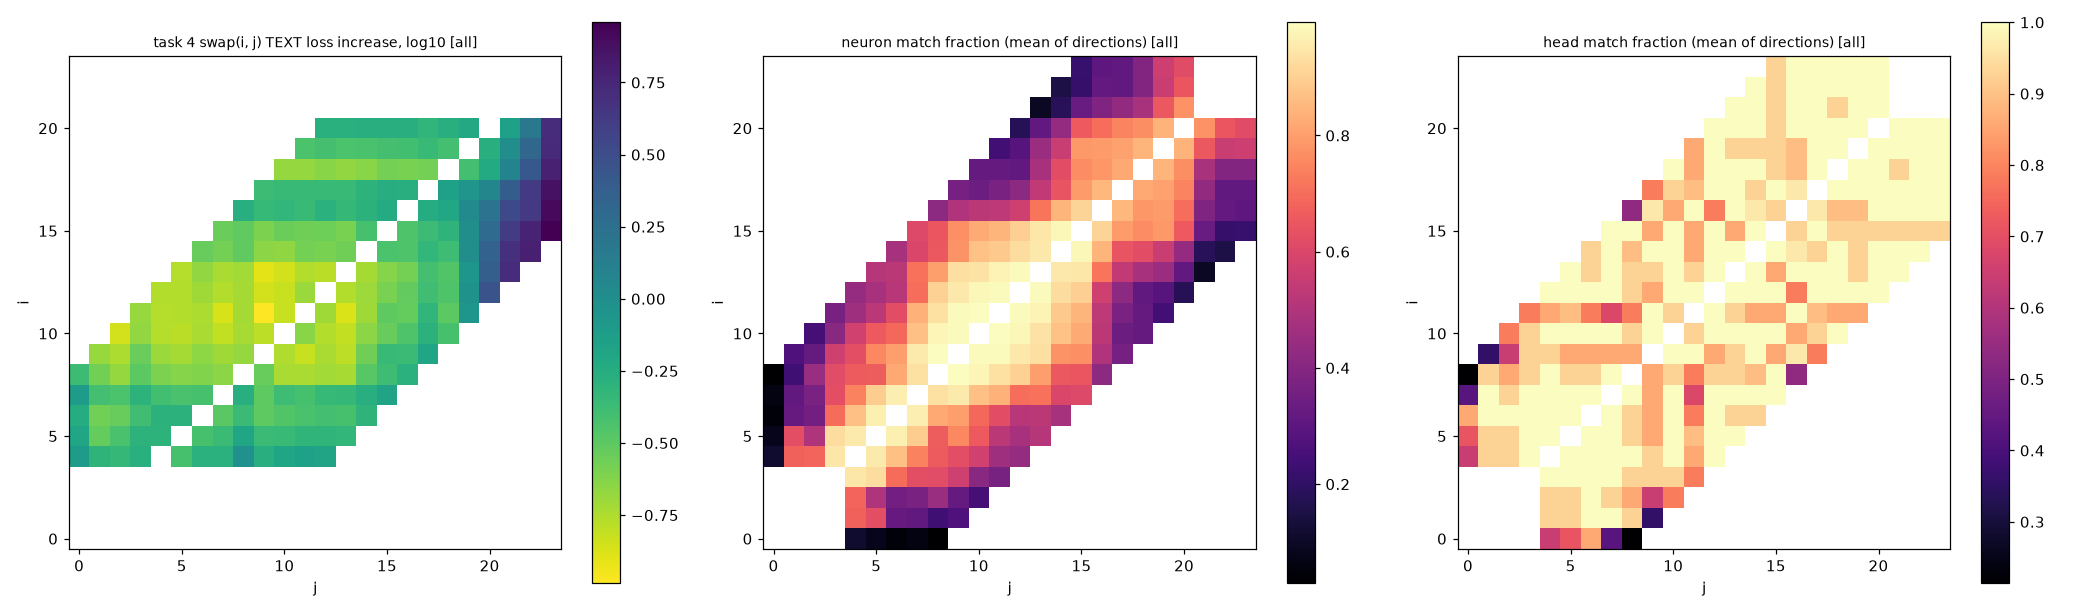 task 4 swap(i, j) TEXT loss increase, log10 [all]
neuron match fraction (mean of directions) [all]
head match fraction (mean of directions) [all]
i
20
15
10
5
0
0 5 10 15 20
j
0.75
0.50
0.25
0.00
−0.25
−0.50
−0.75
i
20
15
10
5
0
0 5 10 15 20
j
0.8
0.6
0.4
0.2
i
20
15
10
5
0
0 5 10 15 20
j
1.0
0.9
0.8
0.7
0.6
0.5
0.4
0.3